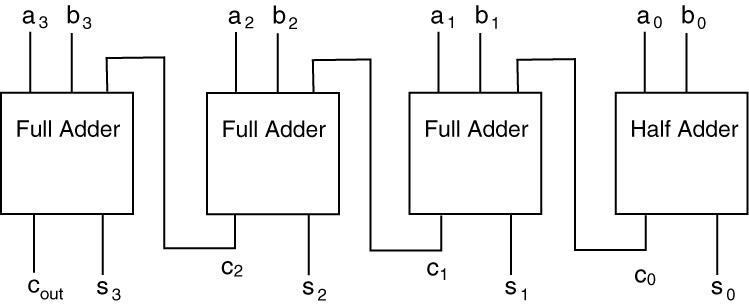 a3 b3 a2 b2 a1 b1 a0 b0
Full Adder Full Adder Full Adder Half Adder
cout s3 c2 s2 c1 s1 c0 s0